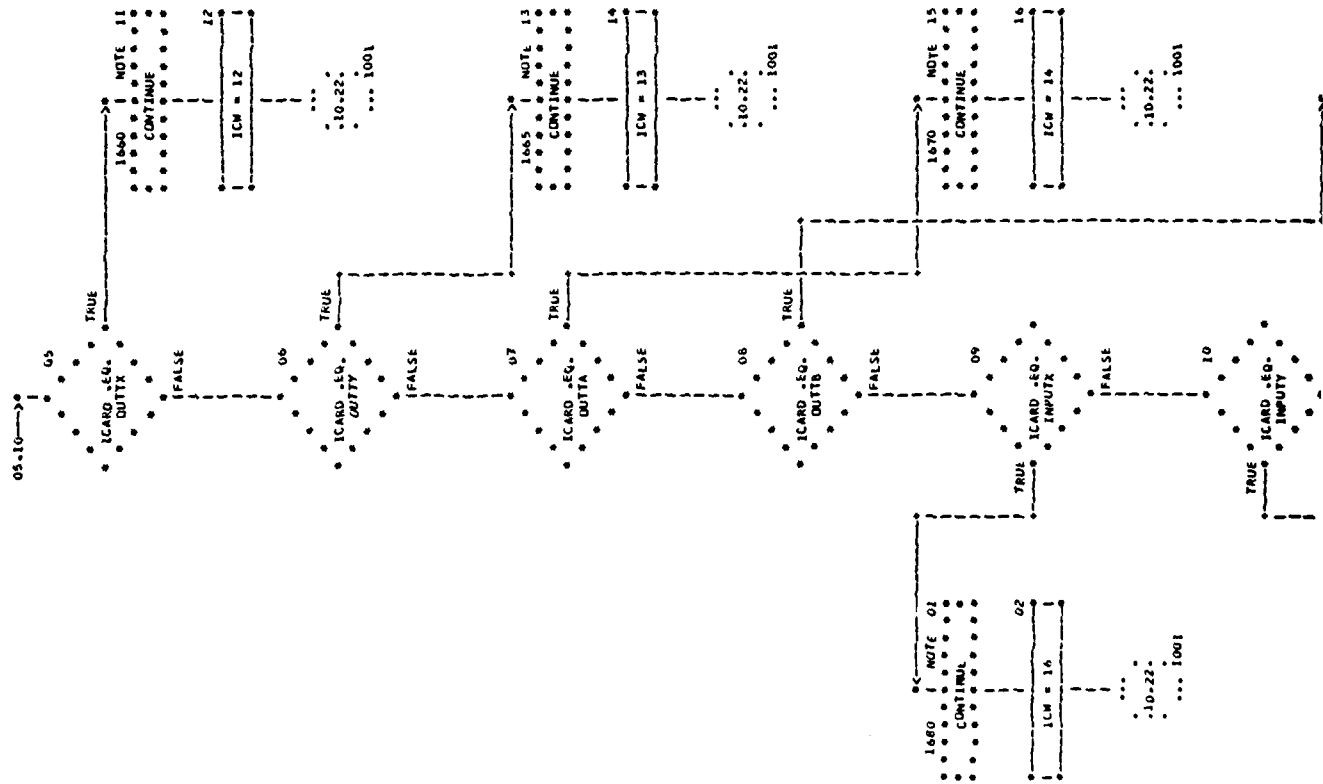 05.10
05
ICARD .EQ.
OUTTX
TRUE
FALSE
1660 NOTE 11
CONTINUE
12
ICW = 12
.10.22.
1001
06
ICARD .EQ.
OUTTY
TRUE
FALSE
1665 NOTE 13
CONTINUE
14
ICW = 13
.10.22.
1001
07
ICARD .EQ.
OUTTA
TRUE
FALSE
1670 NOTE 15
CONTINUE
16
ICW = 14
.10.22.
1001
08
ICARD .EQ.
OUTTB
TRUE
FALSE
09
ICARD .EQ.
INPUTX
TRUE
FALSE
1680 NOTE 01
CONTINUE
02
ICW = 16
.10.22.
1001
10
ICARD .EQ.
INPUTY
TRUE